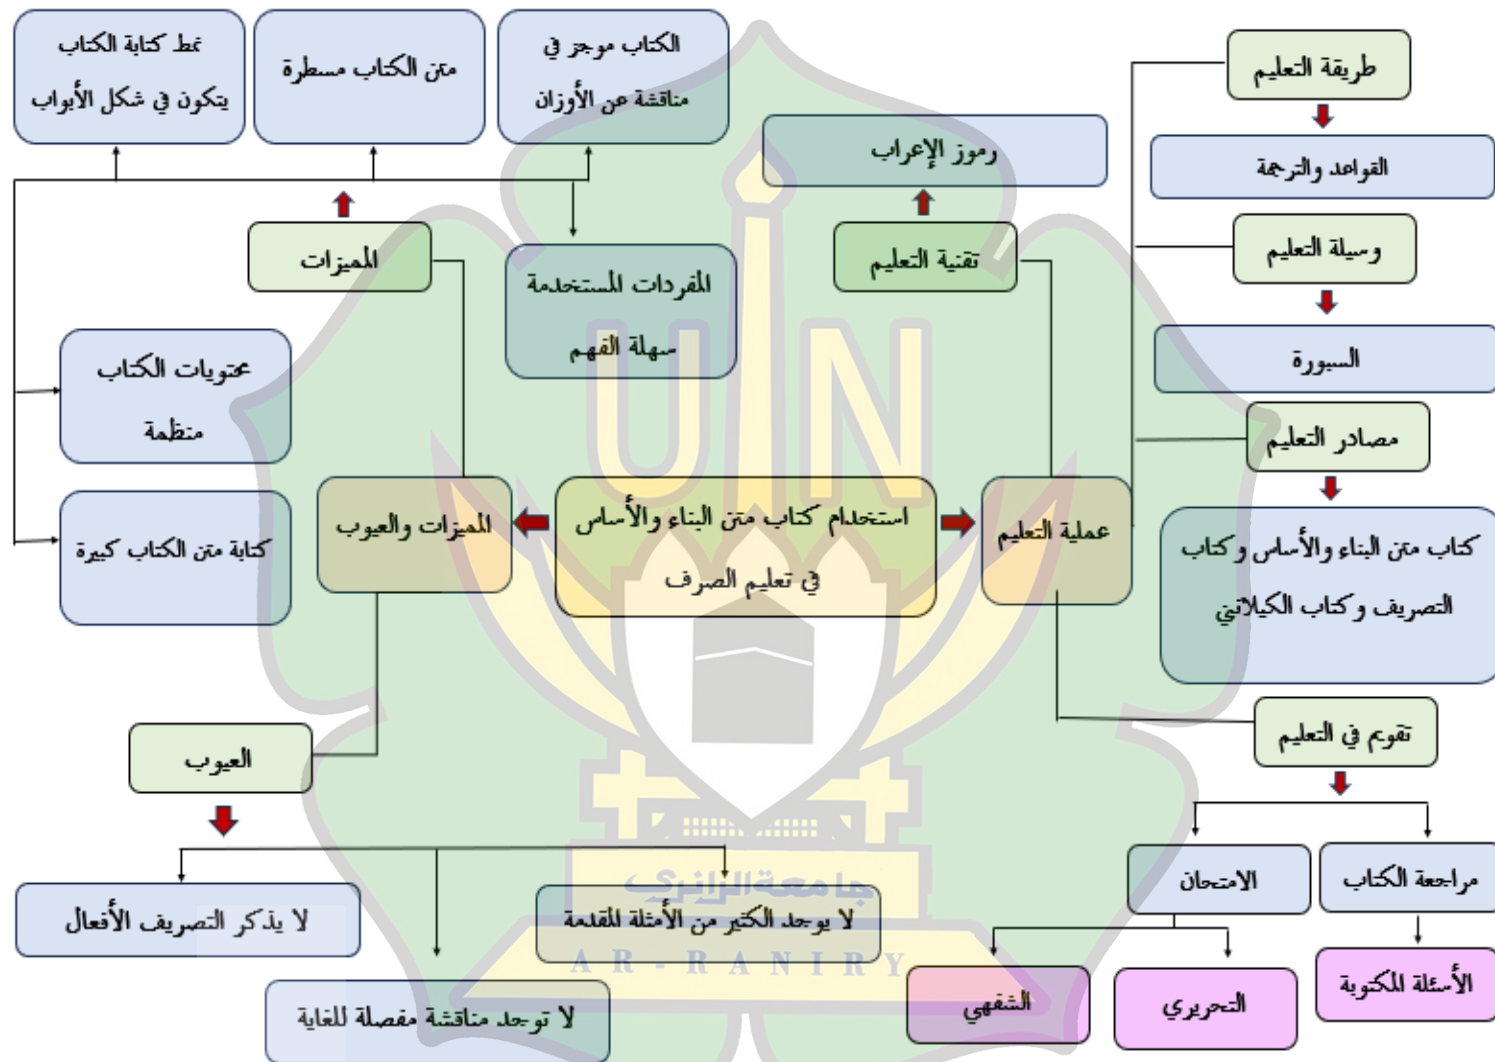 نمط كتابة الكتاب
يتكون في شكل الأبواب
متن الكتاب مسطرة
الكتاب موجز في
مناقشة عن الأوزان
طريقة التعليم
رموز الإعراب
القواعد والترجمة
المميزات
تقنية التعليم
وسيلة التعليم
المفردات المستخدمة
سهلة الفهم
السبورة
محتويات الكتاب
منظمة
مصادر التعليم
UIN
كتابة متن الكتاب كبيرة
المميزات والعيوب
استخدام كتاب متن البناء والأساس
في تعليم الصرف
عملية التعليم
كتاب متن البناء والأساس وكتاب
التصريف وكتاب الكيلاني
تقويم في التعليم
العيوب
مراجعة الكتاب
الامتحان
جامعة الرانري
لا يوجد الكثير من الأمثلة المقدمة
لا يذكر التصريف الأفعال
AR-RANIRY
الأسئلة المكتوبة
التحريري
الشفهي
لا توجد مناقشة مفصلة للغاية